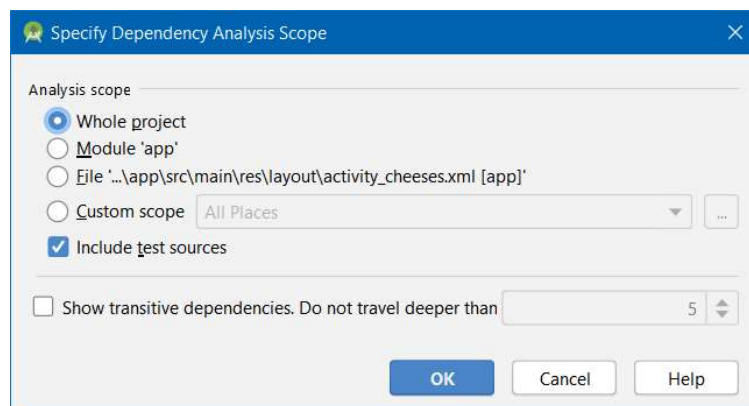 Specify Dependency Analysis Scope
Analysis scope
Whole project
Module 'app'
File '...\app\src\main\res\layout\activity_cheeses.xml [app]'
Custom scope All Places ...
Include test sources
Show transitive dependencies. Do not travel deeper than 5
OK Cancel Help